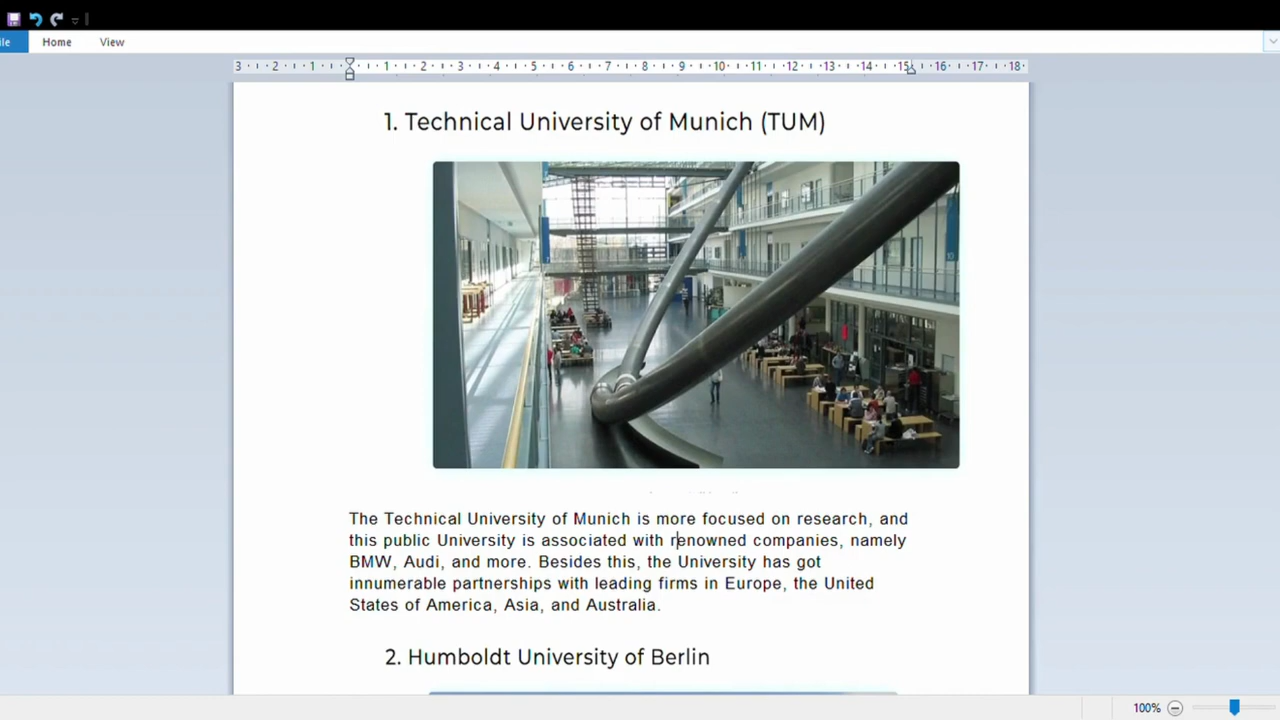 ile
Home
View
3 2 1 1 2 3 4 5 6 7 8 9 10 11 12 13 14 15 16 17 18
1. Technical University of Munich (TUM)
The Technical University of Munich is more focused on research, and
this public University is associated with renowned companies, namely
BMW, Audi, and more. Besides this, the University has got
innumerable partnerships with leading firms in Europe, the United
States of America, Asia, and Australia.
2. Humboldt University of Berlin
100%